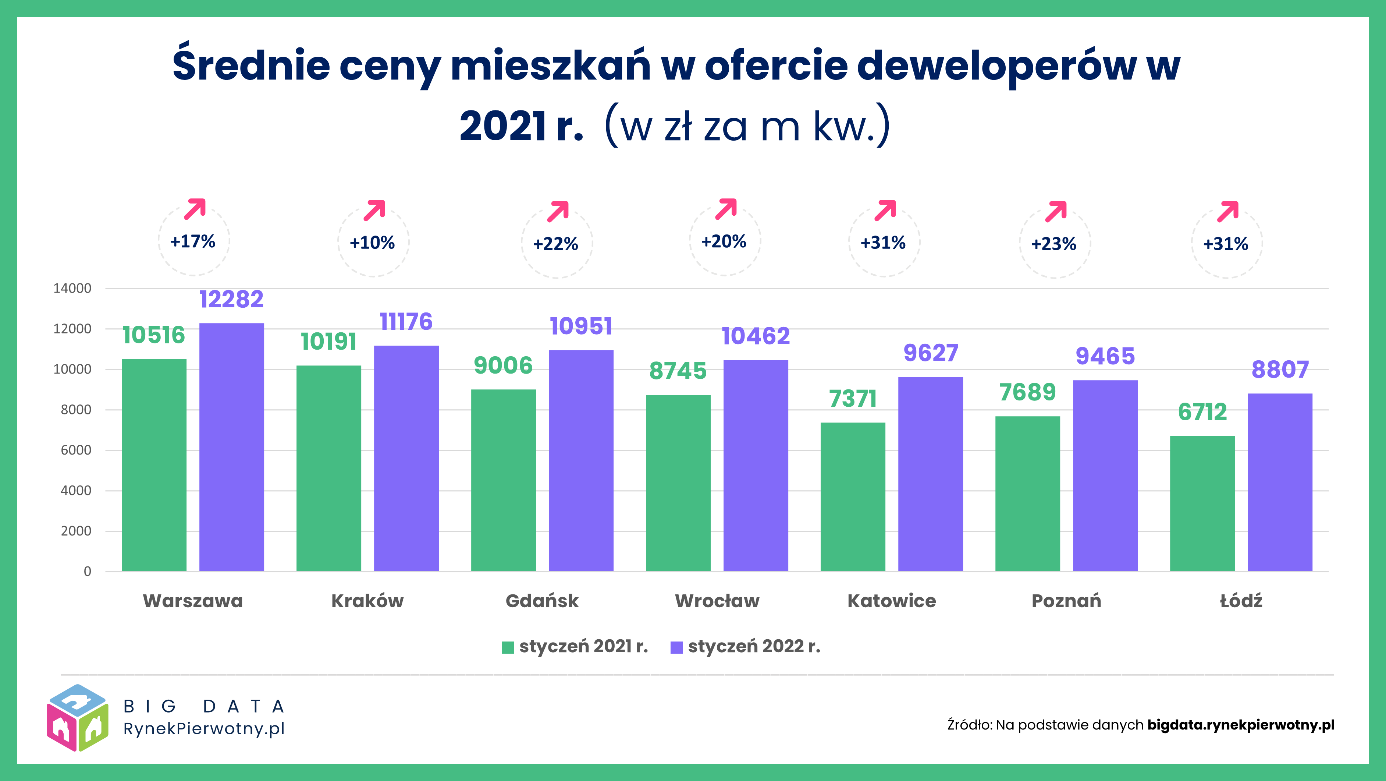 Średnie ceny mieszkań w ofercie deweloperów w
2021 r. (w zł za m kw.)
+17% +10% +22% +20% +31% +23% +31%
14000
12000
10000
8000
6000
4000
2000
0
10516 12282 10191 11176 9006 10951 8745 10462 7371 9627 7689 9465 6712 8807
Warszawa Kraków Gdańsk Wrocław Katowice Poznań Łódź
styczeń 2021 r. styczeń 2022 r.
BIG DATA
RynekPierwotny.pl
Źródło: Na podstawie danych bigdata.rynekpierwotny.pl